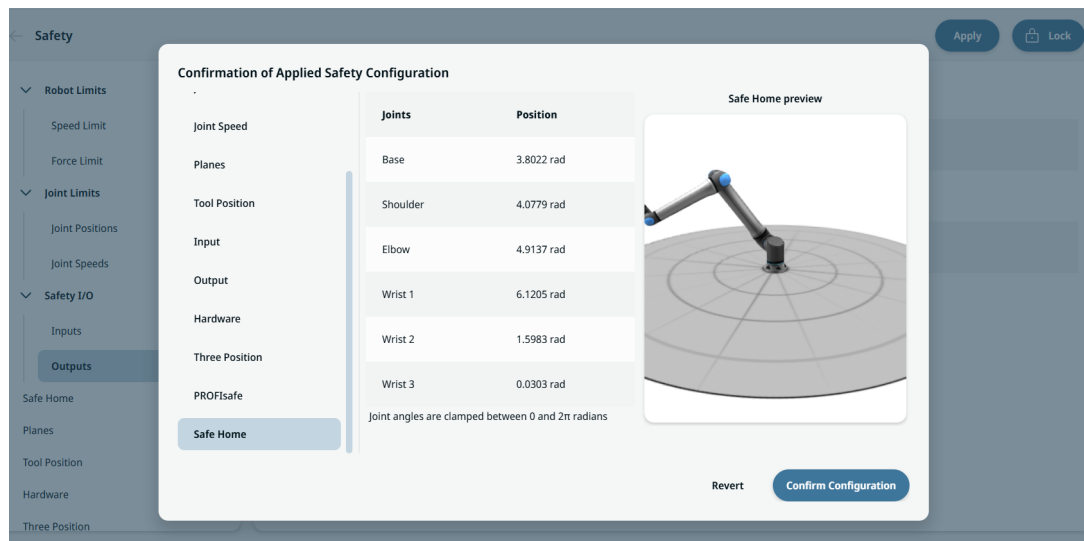 Safety
Apply
Lock
Robot Limits
Speed Limit
Force Limit
Joint Limits
Joint Positions
Joint Speeds
Safety I/O
Inputs
Outputs
Safe Home
Planes
Tool Position
Hardware
Three Position
Confirmation of Applied Safety Configuration
Joint Speed
Planes
Tool Position
Input
Output
Hardware
Three Position
PROFIsafe
Safe Home
Joints Position
Base 3.8022 rad
Shoulder 4.0779 rad
Elbow 4.9137 rad
Wrist 1 6.1205 rad
Wrist 2 1.5983 rad
Wrist 3 0.0303 rad
Joint angles are clamped between 0 and 2π radians
Safe Home preview
Revert
Confirm Configuration